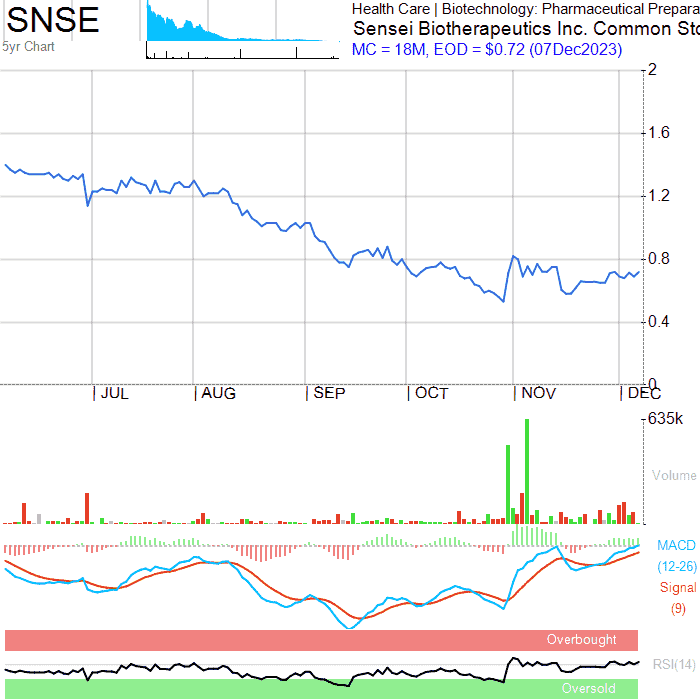 SNSE
5yr Chart
Health Care | Biotechnology: Pharmaceutical Prepara
Sensei Biotherapeutics Inc. Common Sto
MC = 18M, EOD = $0.72 (07Dec2023)
2
1.6
1.2
0.8
0.4
0
JUL AUG SEP OCT NOV DEC
635k
Volume
MACD
(12-26)
Signal
(9)
Overbought
RSI(14)
Oversold